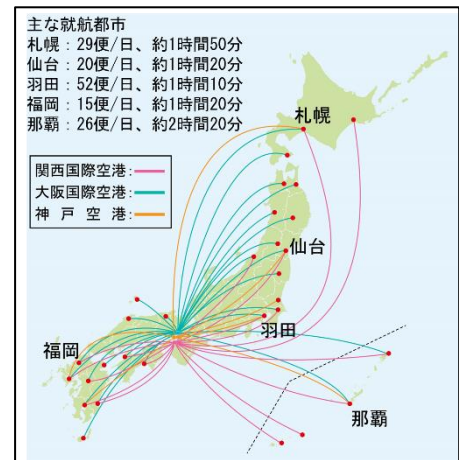 主な就航都市
札幌：29便/日、約1時間50分
仙台：20便/日、約1時間20分
羽田：52便/日、約1時間10分
福岡：15便/日、約1時間20分
那覇：26便/日、約2時間20分
札幌
関西国際空港：
大阪国際空港：
神戸空港：
仙台
羽田
福岡
那覇